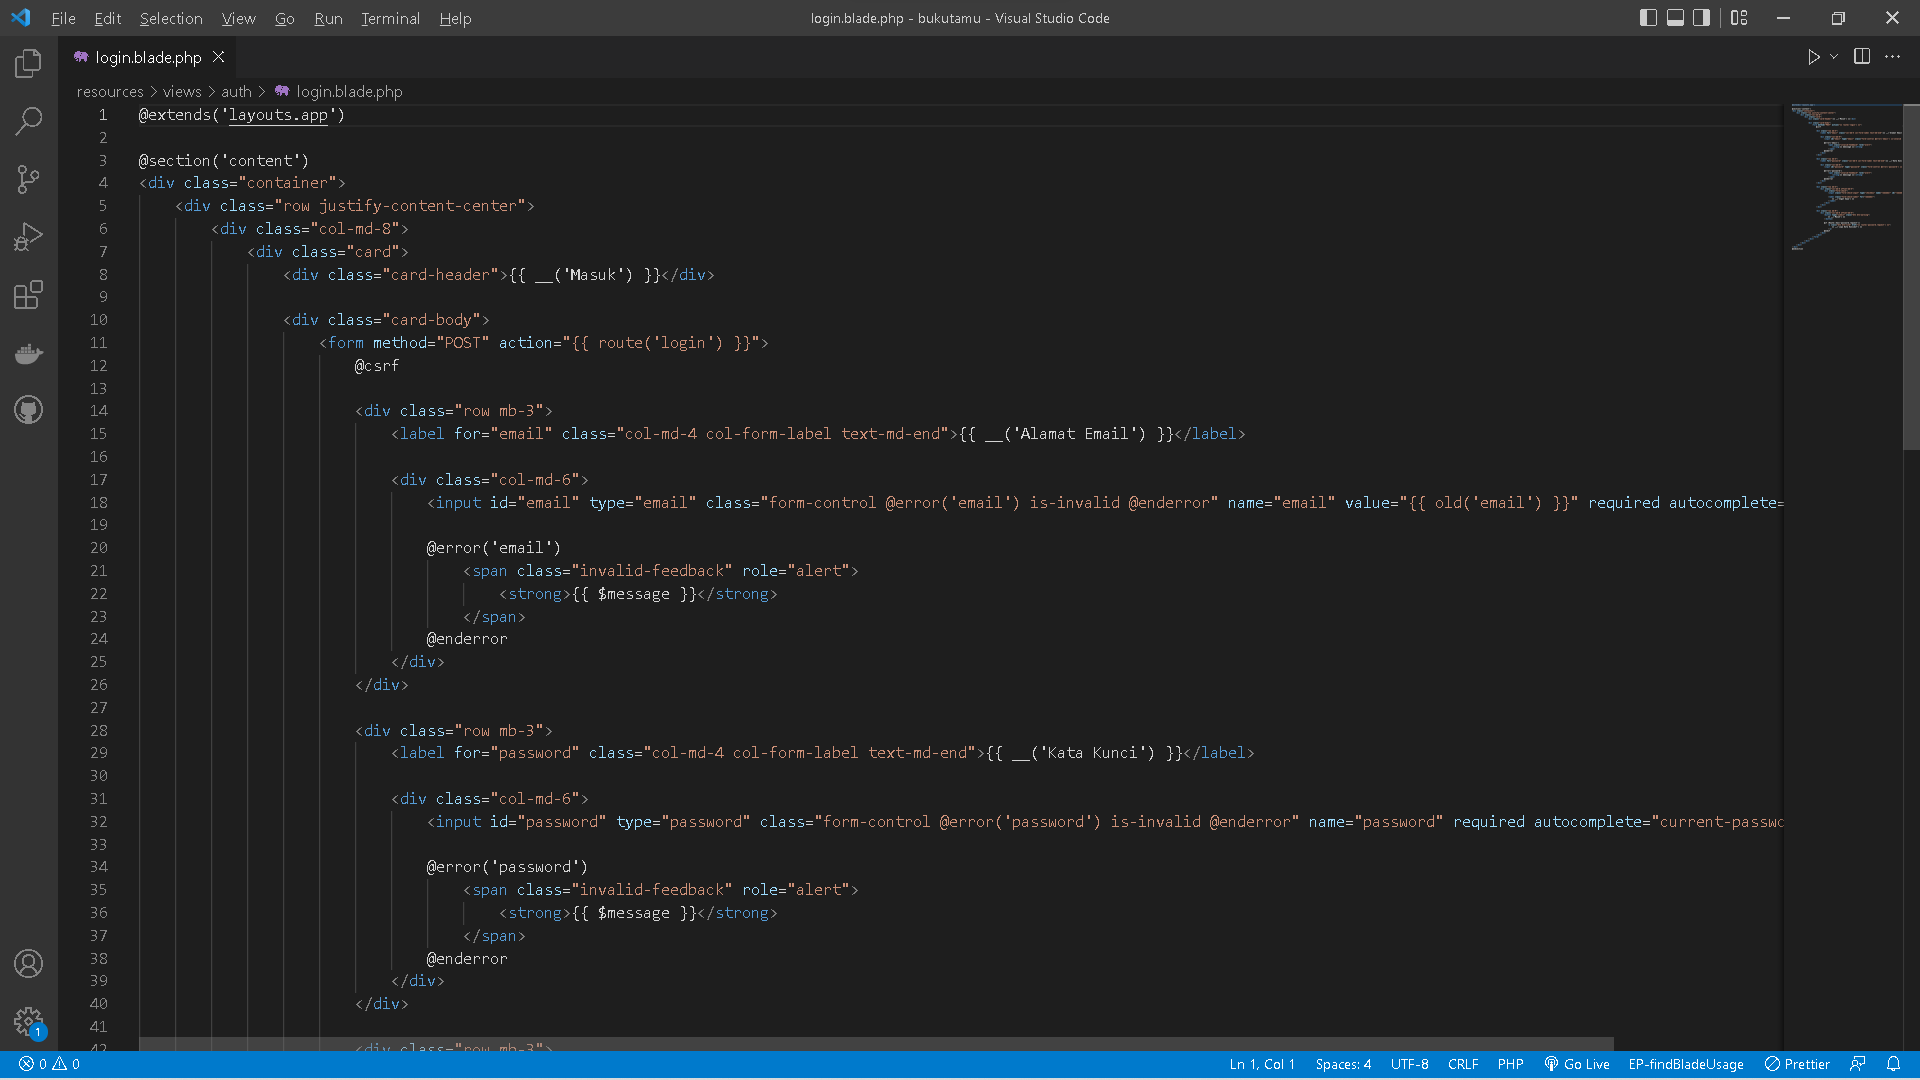 File Edit Selection View Go Run Terminal Help
login.blade.php - bukutamu - Visual Studio Code
login.blade.php
resources > views > auth > login.blade.php
1 @extends('layouts.app')
2
3 @section('content')
4 <div class="container">
5 <div class="row justify-content-center">
6 <div class="col-md-8">
7 <div class="card">
8 <div class="card-header">{{ __('Masuk') }}</div>
9
10 <div class="card-body">
11 <form method="POST" action="{{ route('login') }}">
12 @csrf
13
14 <div class="row mb-3">
15 <label for="email" class="col-md-4 col-form-label text-md-end">{{ __('Alamat Email') }}</label>
16
17 <div class="col-md-6">
18 <input id="email" type="email" class="form-control @error('email') is-invalid @enderror" name="email" value="{{ old('email') }}" required autocomplete=
19
20 @error('email')
21 <span class="invalid-feedback" role="alert">
22 <strong>{{ $message }}</strong>
23 </span>
24 @enderror
25 </div>
26 </div>
27
28 <div class="row mb-3">
29 <label for="password" class="col-md-4 col-form-label text-md-end">{{ __('Kata Kunci') }}</label>
30
31 <div class="col-md-6">
32 <input id="password" type="password" class="form-control @error('password') is-invalid @enderror" name="password" required autocomplete="current-passwo
33
34 @error('password')
35 <span class="invalid-feedback" role="alert">
36 <strong>{{ $message }}</strong>
37 </span>
38 @enderror
39 </div>
40 </div>
41
42 <div class="row mb-3">
1
0 0
Ln 1, Col 1 Spaces: 4 UTF-8 CRLF PHP Go Live EP-findBladeUsage Prettier